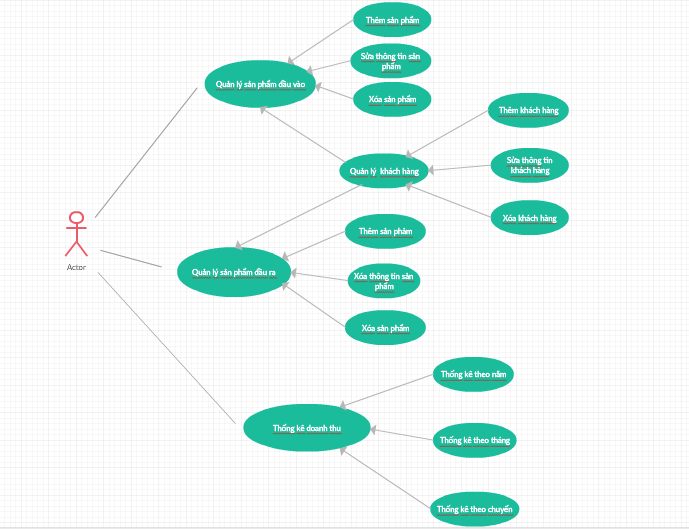 Thêm sản phẩm
Sửa thông tin sản
phẩm
Quản lý sản phẩm đầu vào
Xóa sản phẩm
Thêm khách hàng
Sửa thông tin
khách hàng
Quản lý khách hàng
Xóa khách hàng
Thêm sản phâm
Actor
Quản lý sản phẩm đầu ra
Xóa thông tin sản
phẩm
Xóa sản phẩm
Thống kê theo năm
Thống kê doanh thu
Thống kê theo tháng
Thống kê theo chuyến